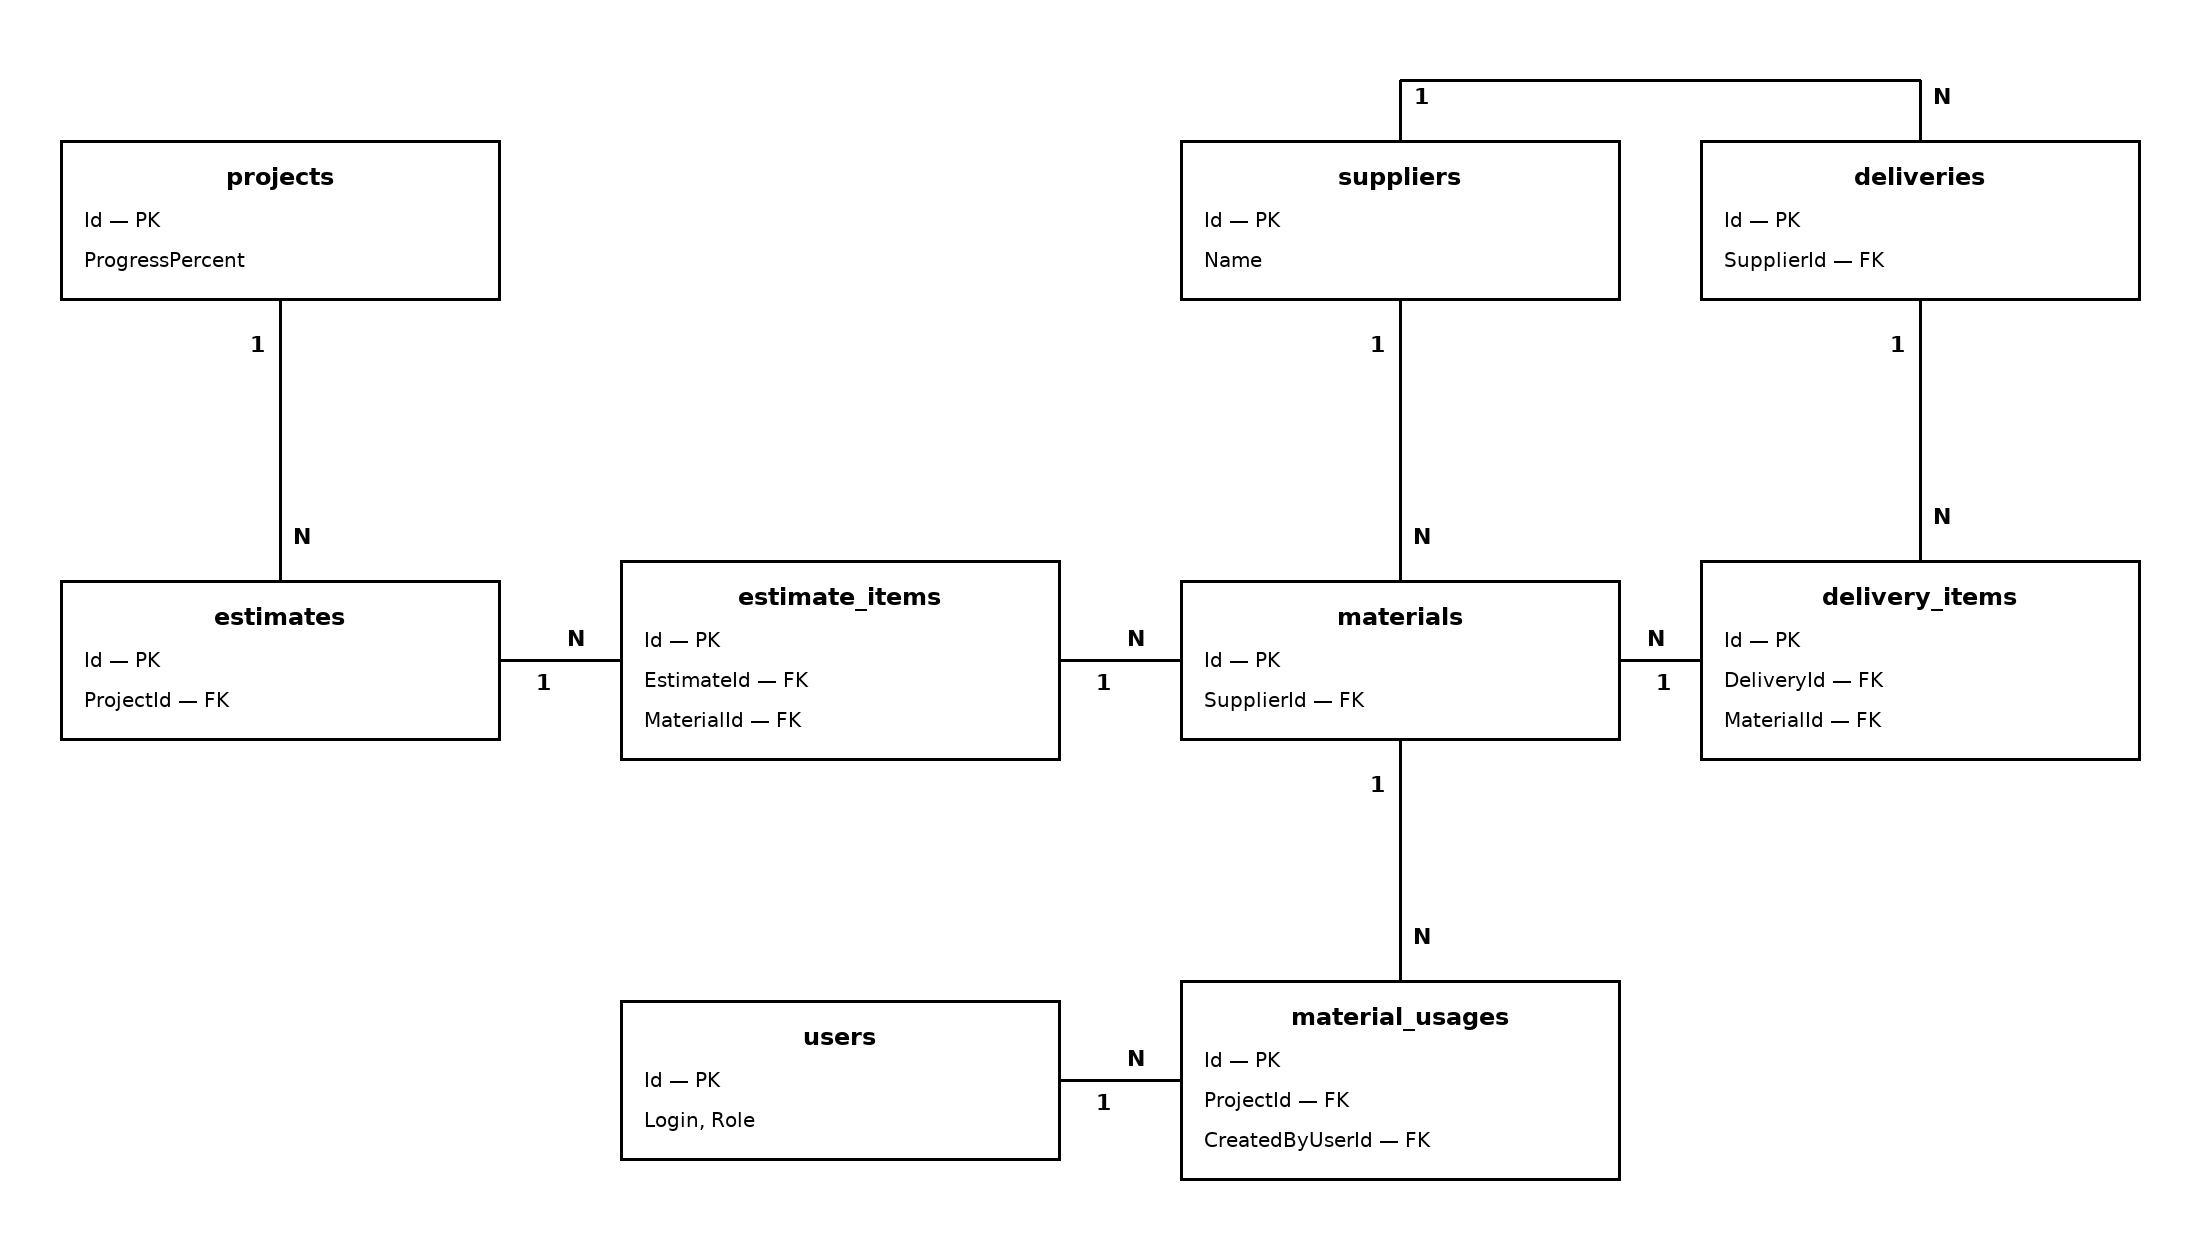 1
N
projects
Id — PK
ProgressPercent
suppliers
Id — PK
Name
deliveries
Id — PK
SupplierId — FK
1
1
1
N
N
N
estimates
Id — PK
ProjectId — FK
N
1
estimate_items
Id — PK
EstimateId — FK
MaterialId — FK
N
1
materials
Id — PK
SupplierId — FK
N
1
delivery_items
Id — PK
DeliveryId — FK
MaterialId — FK
1
N
users
Id — PK
Login, Role
N
1
material_usages
Id — PK
ProjectId — FK
CreatedByUserId — FK